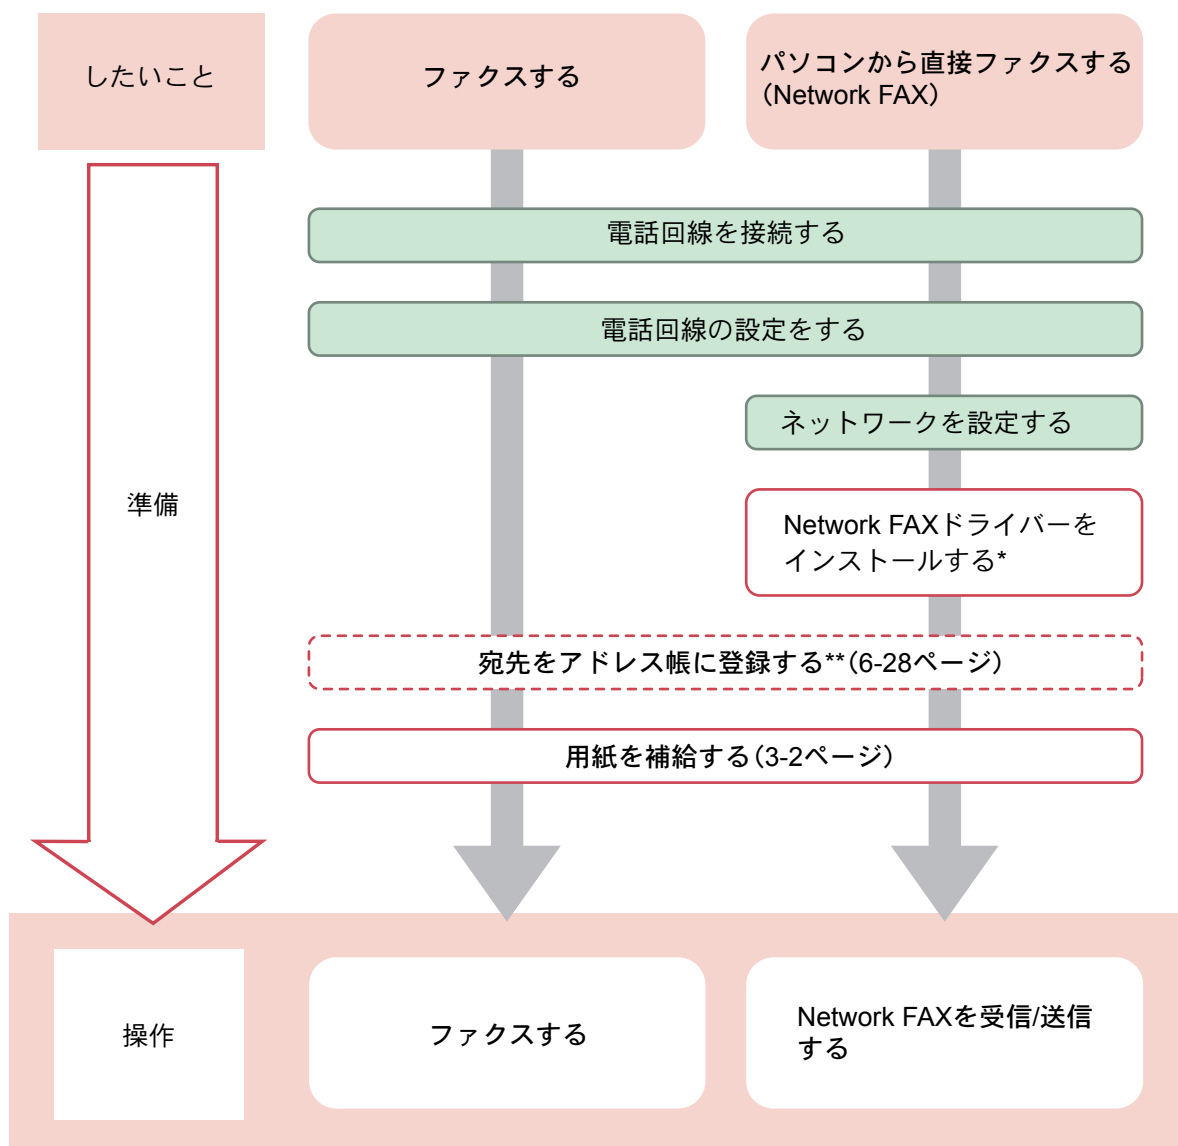 したいこと
ファクスする
パソコンから直接ファクスする
（Network FAX）
電話回線を接続する
電話回線の設定をする
ネットワークを設定する
準備
Network FAXドライバーを
インストールする*
宛先をアドレス帳に登録する**（6-28ページ）
用紙を補給する（3-2ページ）
操作
ファクスする
Network FAXを受信/送信
する